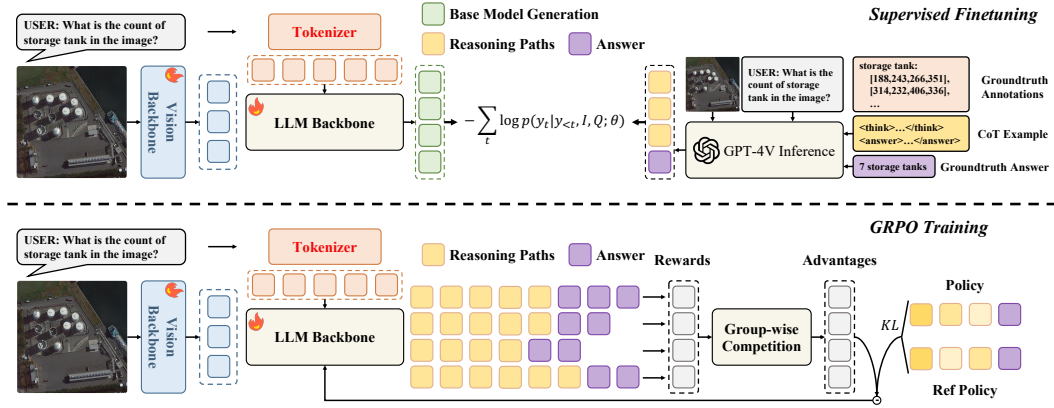 USER: What is the count of
storage tank in the image?
Tokenizer
Vision
Backbone
LLM Backbone
Base Model Generation
Reasoning Paths
Answer
Supervised Finetuning
− ∑ log p(y_t|y_{<t}, I, Q; θ)
t
USER: What is the
count of storage
tank in the image?
storage tank:
[188,243,266,351],
[314,232,406,336],
…
Groundtruth
Annotations
<think>…</think>
<answer>…</answer>
CoT Example
GPT-4V Inference
7 storage tanks
Groundtruth Answer
USER: What is the count of
storage tank in the image?
Tokenizer
Vision
Backbone
LLM Backbone
GRPO Training
Reasoning Paths
Answer
Rewards
Advantages
Group-wise
Competition
KL
Policy
Ref Policy